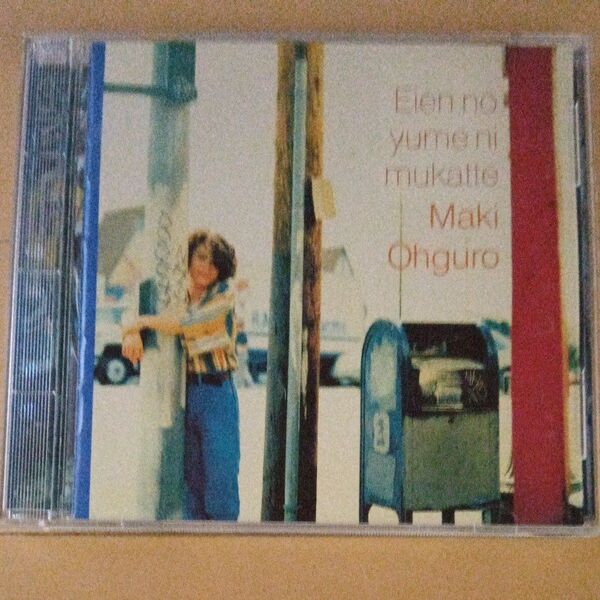 Eien no
yume ni
mukatte
Maki
Ohguro